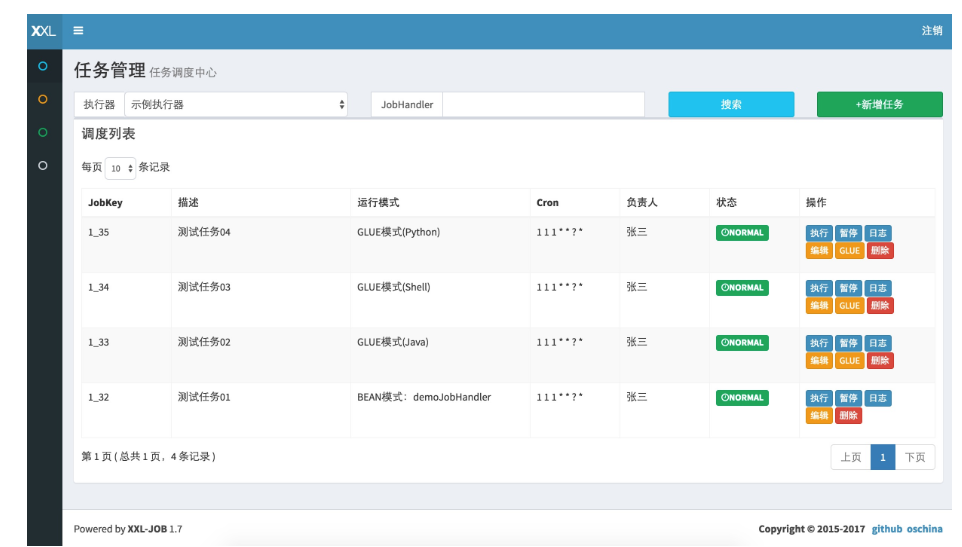 XXL
注销
任务管理 任务调度中心
执行器 示例执行器 JobHandler 搜索 +新增任务
调度列表
每页 10 条记录
JobKey 描述 运行模式 Cron 负责人 状态 操作
1_35 测试任务04 GLUE模式(Python) 1 1 1 * * ? * 张三 NORMAL 执行 暂停 日志
编辑 GLUE 删除
1_34 测试任务03 GLUE模式(Shell) 1 1 1 * * ? * 张三 NORMAL 执行 暂停 日志
编辑 GLUE 删除
1_33 测试任务02 GLUE模式(Java) 1 1 1 * * ? * 张三 NORMAL 执行 暂停 日志
编辑 GLUE 删除
1_32 测试任务01 BEAN模式：demoJobHandler 1 1 1 * * ? * 张三 NORMAL 执行 暂停 日志
编辑 删除
第 1 页 ( 总共 1 页，4 条记录 ) 上页 1 下页
Powered by XXL-JOB 1.7 Copyright © 2015-2017 github oschina